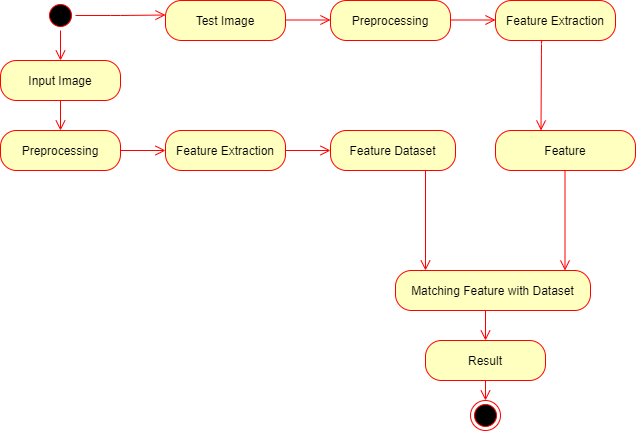 Test Image
Preprocessing
Feature Extraction
Input Image
Preprocessing
Feature Extraction
Feature Dataset
Feature
Matching Feature with Dataset
Result